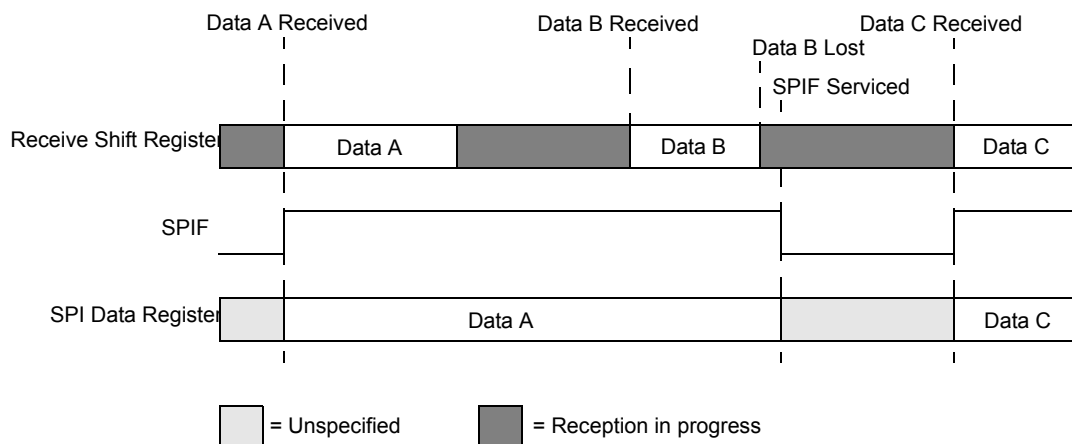 Data A Received
Data B Received
Data C Received
Data B Lost
SPIF Serviced
Receive Shift Register
Data A
Data B
Data C
SPIF
SPI Data Register
Data A
Data C
= Unspecified
= Reception in progress